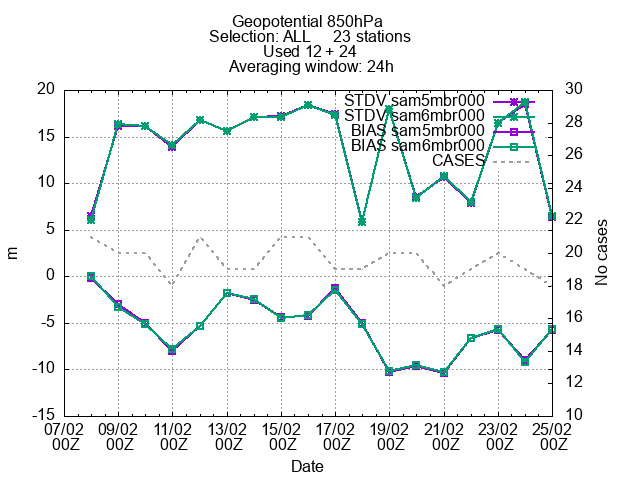 Geopotential 850hPa
Selection: ALL     23 stations
Used 12 + 24
Averaging window: 24h
STDV sam5mbr000
STDV sam6mbr000
BIAS sam5mbr000
BIAS sam6mbr000
CASES
20
15
10
5
0
-5
-10
-15
m
30
28
26
24
22
20
18
16
14
12
10
No cases
07/02 09/02 11/02 13/02 15/02 17/02 19/02 21/02 23/02 25/02
00Z 00Z 00Z 00Z 00Z 00Z 00Z 00Z 00Z 00Z
Date